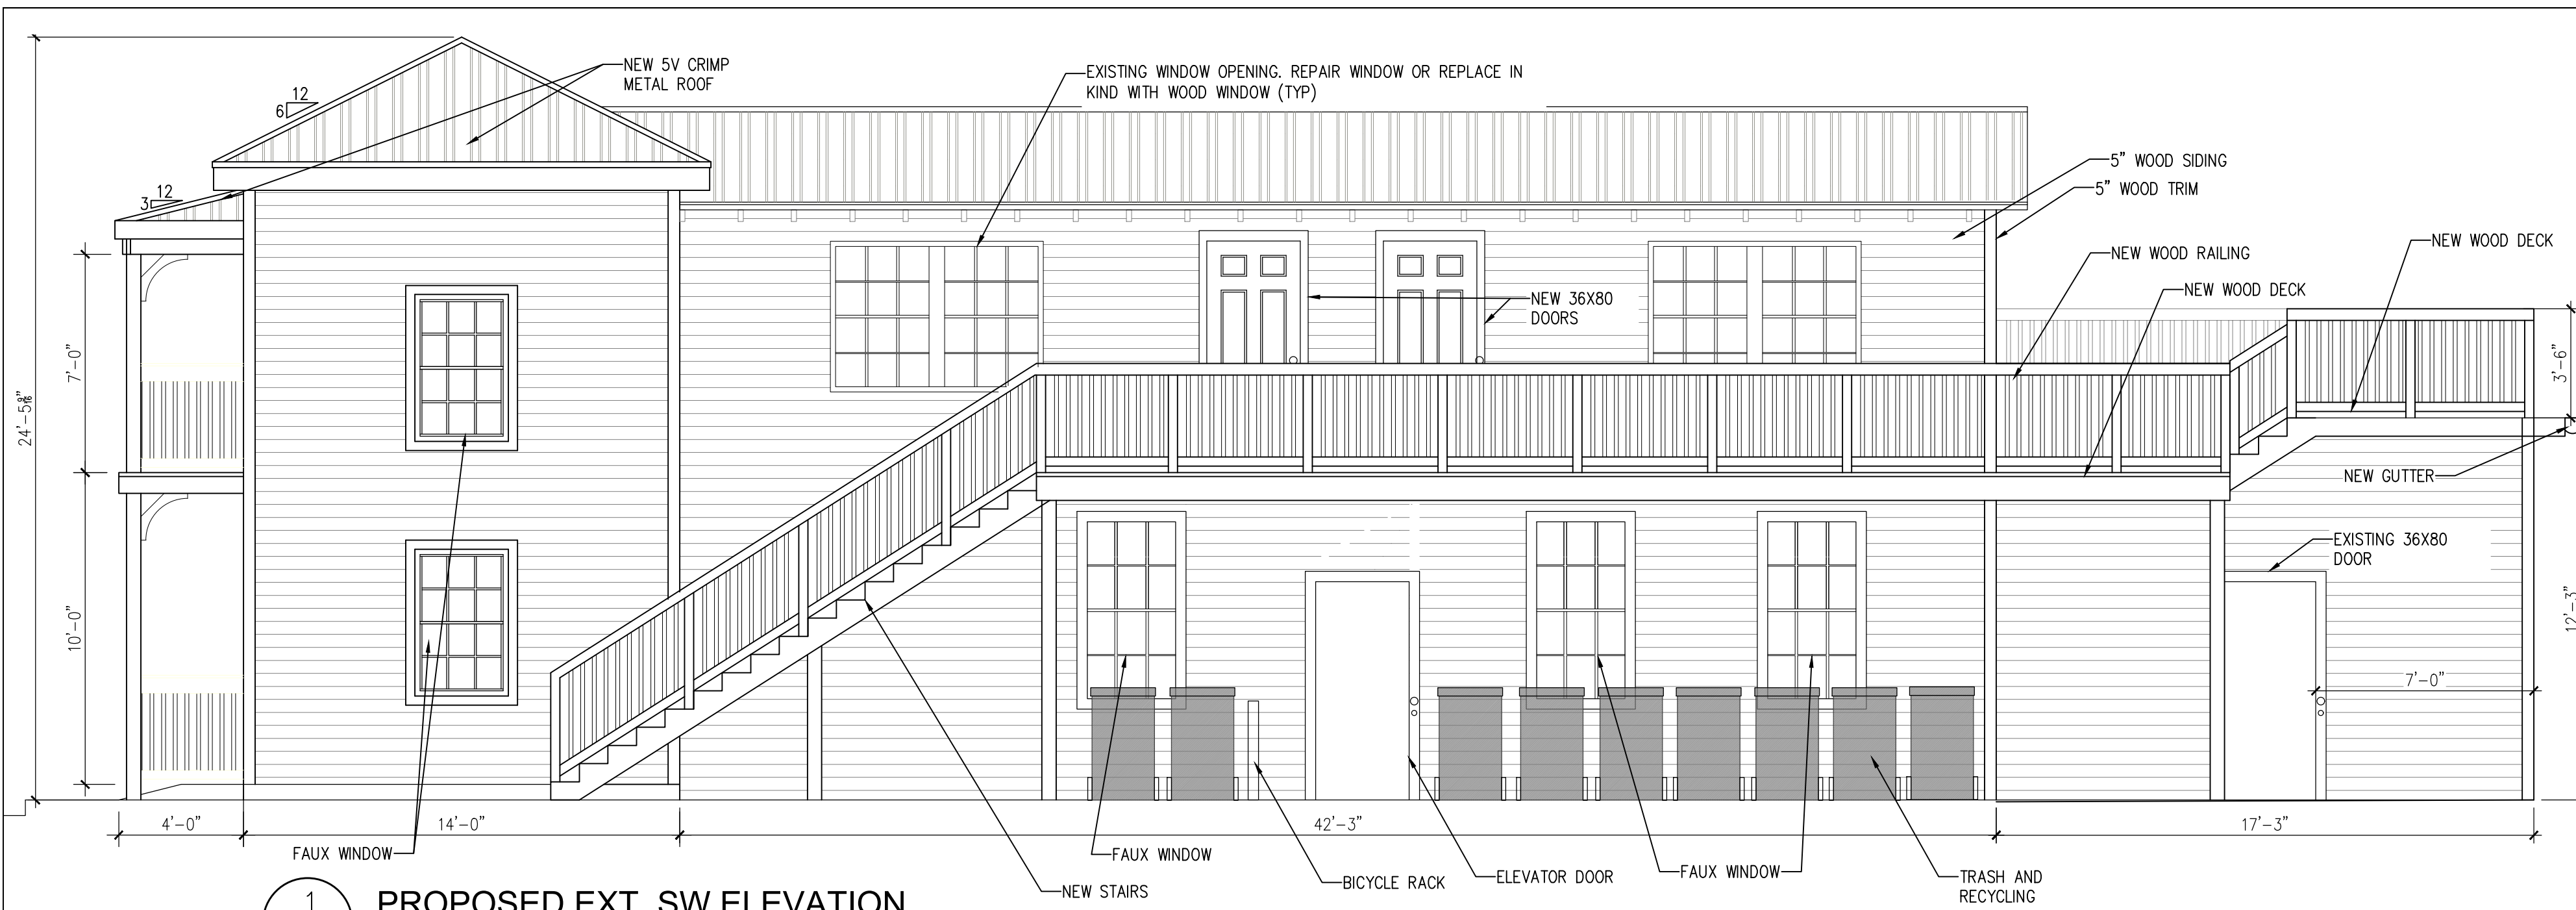 NEW 5V CRIMP
METAL ROOF
EXISTING WINDOW OPENING. REPAIR WINDOW OR REPLACE IN
KIND WITH WOOD WINDOW (TYP)
12
6
12
3
5" WOOD SIDING
5" WOOD TRIM
NEW WOOD RAILING
NEW WOOD DECK
NEW WOOD DECK
NEW 36X80
DOORS
24'-5 9/16"
7'-0"
10'-0"
3'-6"
12'-3"
NEW GUTTER
EXISTING 36X80
DOOR
7'-0"
4'-0"
14'-0"
42'-3"
17'-3"
FAUX WINDOW
FAUX WINDOW
NEW STAIRS
BICYCLE RACK
ELEVATOR DOOR
FAUX WINDOW
TRASH AND
RECYCLING
1
PROPOSED EXT. SW ELEVATION